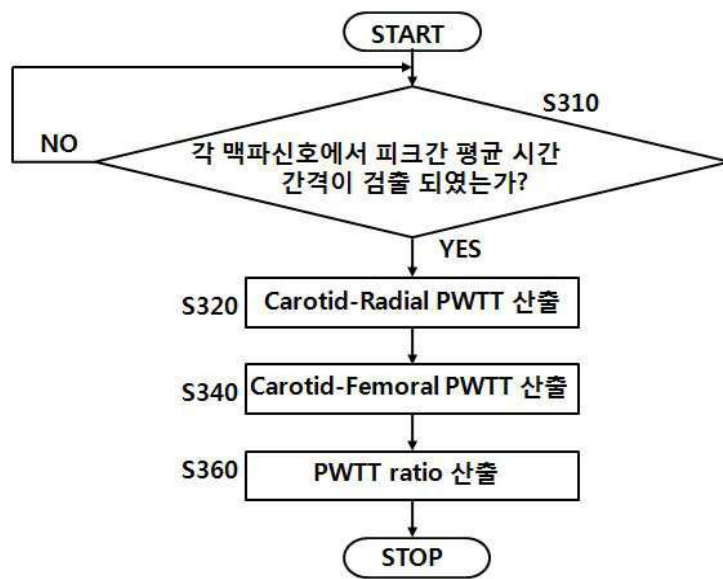 START
S310
각 맥파신호에서 피크간 평균 시간
간격이 검출 되였는가?
NO
YES
S320
Carotid-Radial PWTT 산출
S340
Carotid-Femoral PWTT 산출
S360
PWTT ratio 산출
STOP